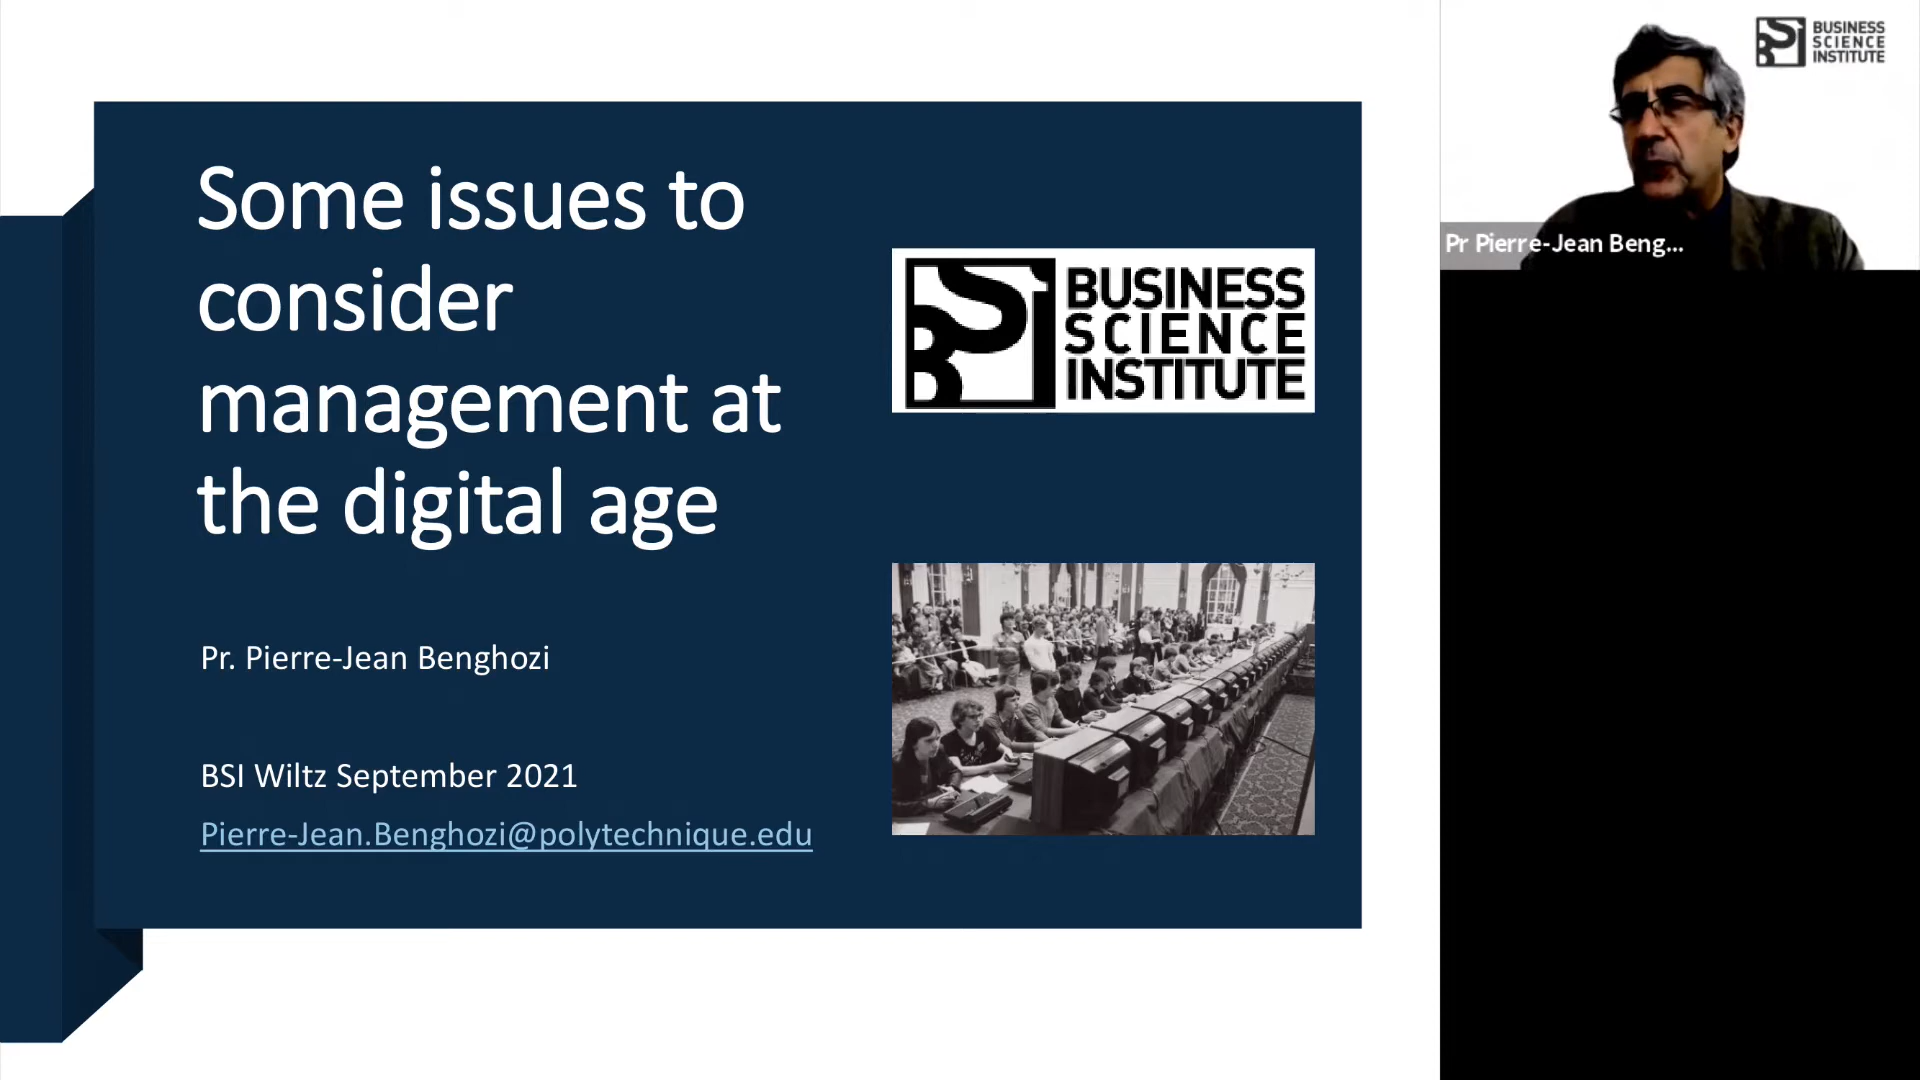 Some issues to
consider
management at
the digital age
BUSINESS
SCIENCE
INSTITUTE
Pr. Pierre-Jean Benghozi
BSI Wiltz September 2021
Pierre-Jean.Benghozi@polytechnique.edu
BUSINESS
SCIENCE
INSTITUTE
Pr Pierre-Jean Beng...